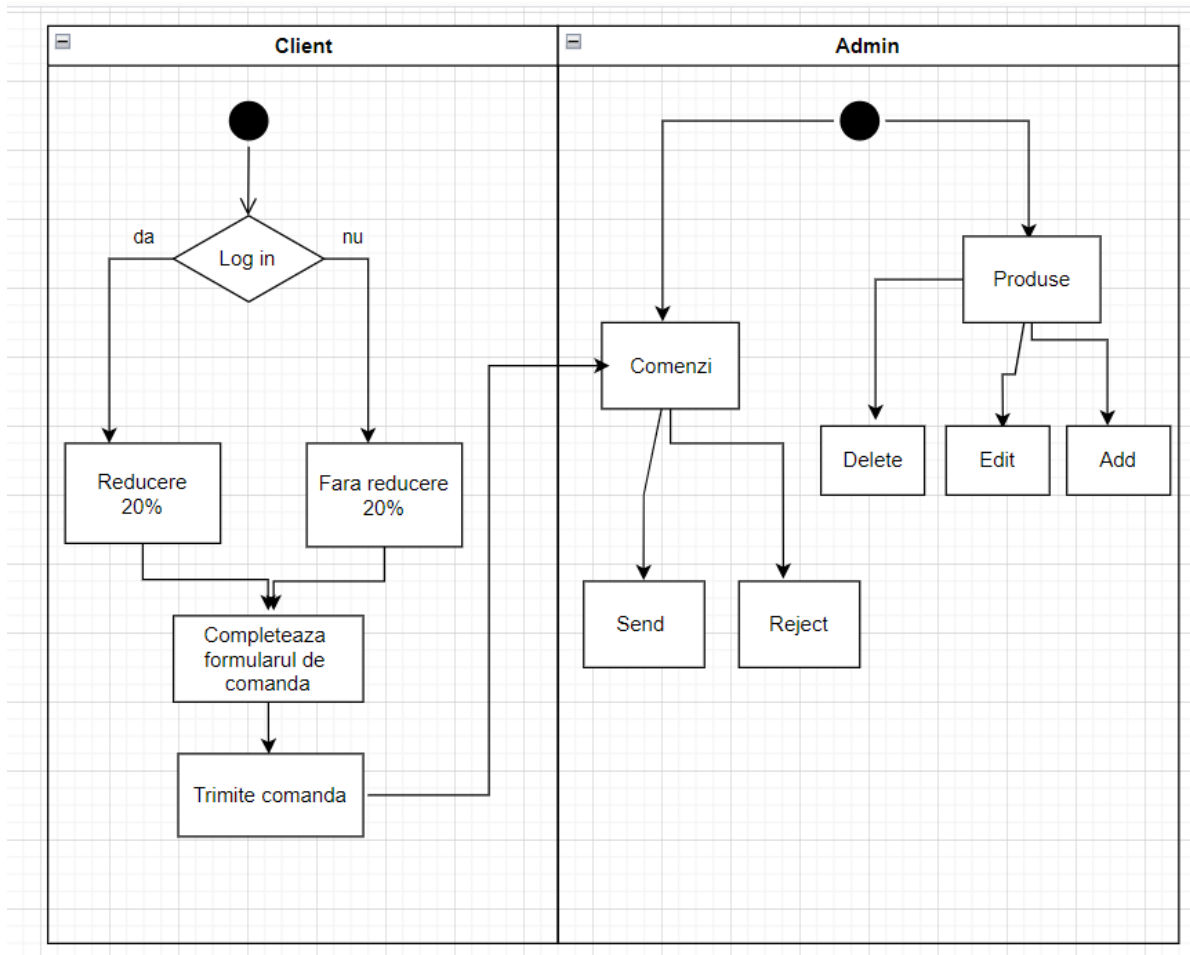 Client
Admin
da
nu
Log in
Produse
Comenzi
Reducere
20%
Fara reducere
20%
Delete
Edit
Add
Completeaza
formularul de
comanda
Send
Reject
Trimite comanda